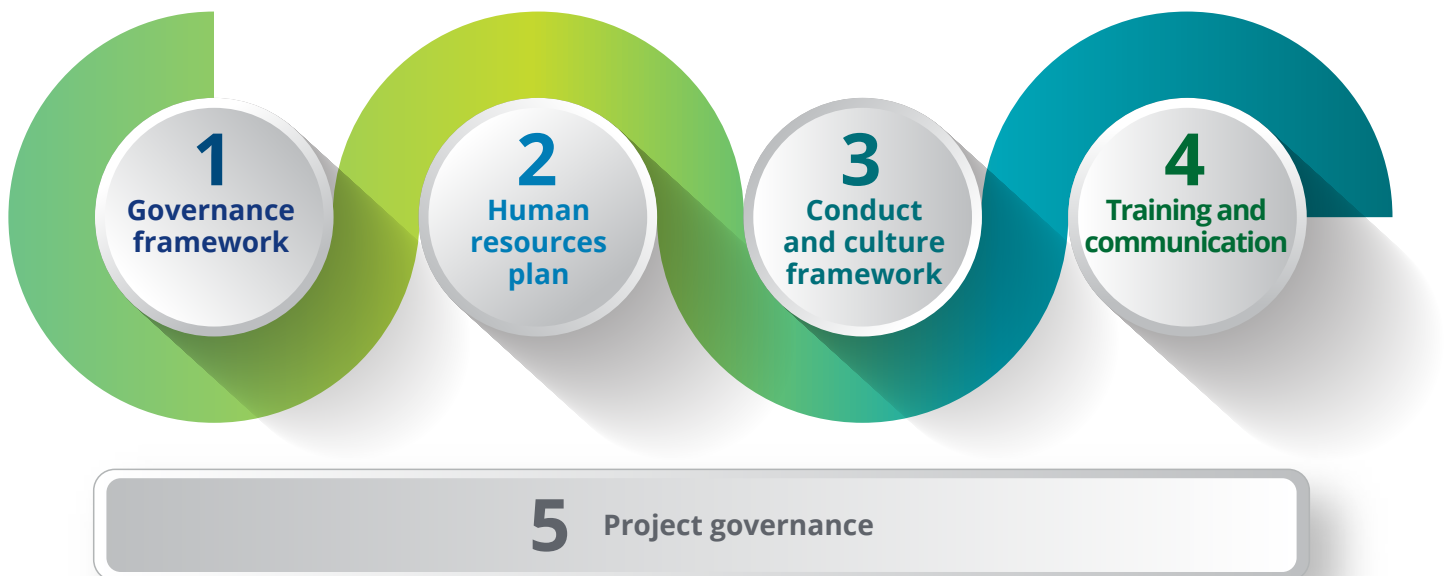 1
Governance
framework
2
Human
resources
plan
3
Conduct
and culture
framework
4
Training and
communication
5 Project governance